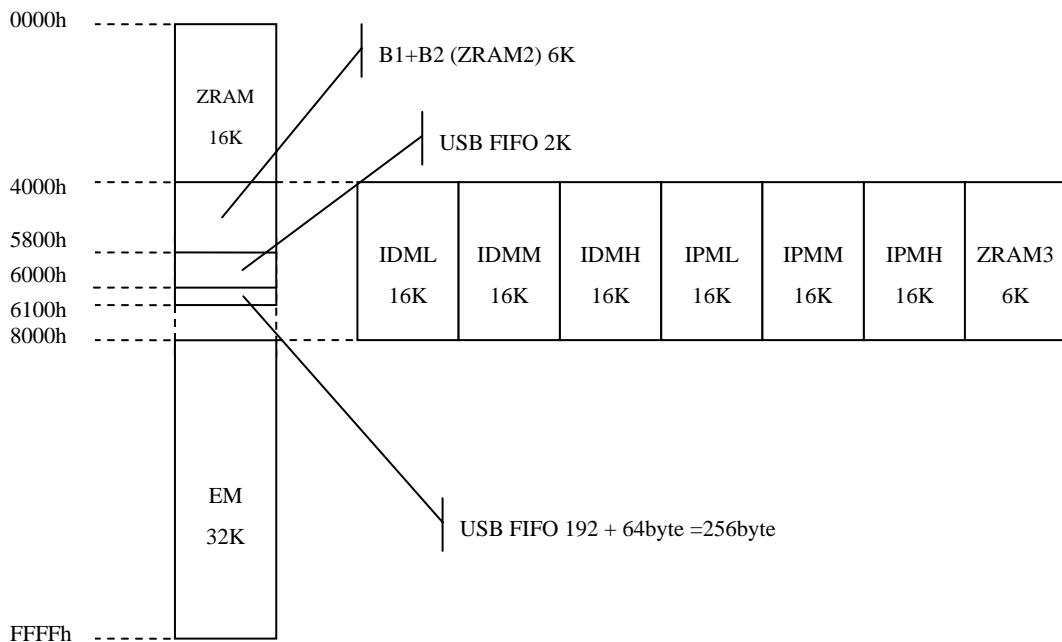 0000h
B1+B2 (ZRAM2) 6K
ZRAM
16K
USB FIFO 2K
4000h
5800h
6000h
6100h
8000h
IDML
16K
IDMM
16K
IDMH
16K
IPML
16K
IPMM
16K
IPMH
16K
ZRAM3
6K
EM
32K
USB FIFO 192 + 64byte =256byte
FFFFh